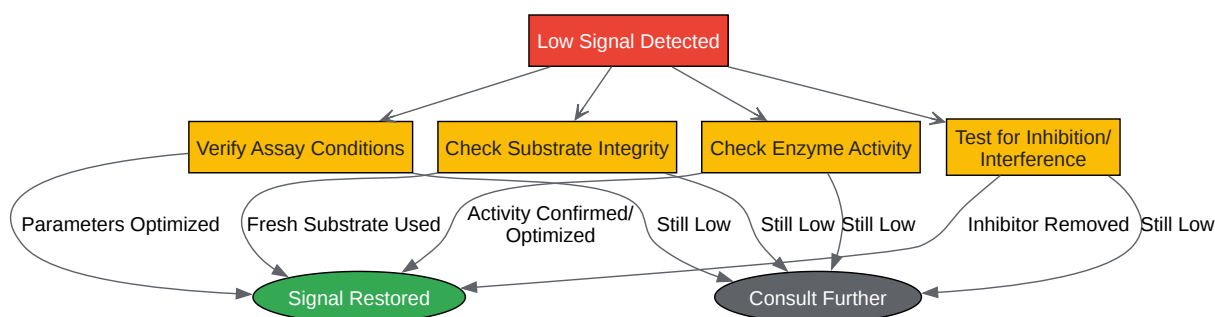 Low Signal Detected
Verify Assay Conditions
Check Substrate Integrity
Check Enzyme Activity
Test for Inhibition/
Interference
Parameters Optimized
Fresh Substrate Used
Activity Confirmed/
Optimized
Still Low
Still Low
Still Low
Inhibitor Removed
Still Low
Signal Restored
Consult Further